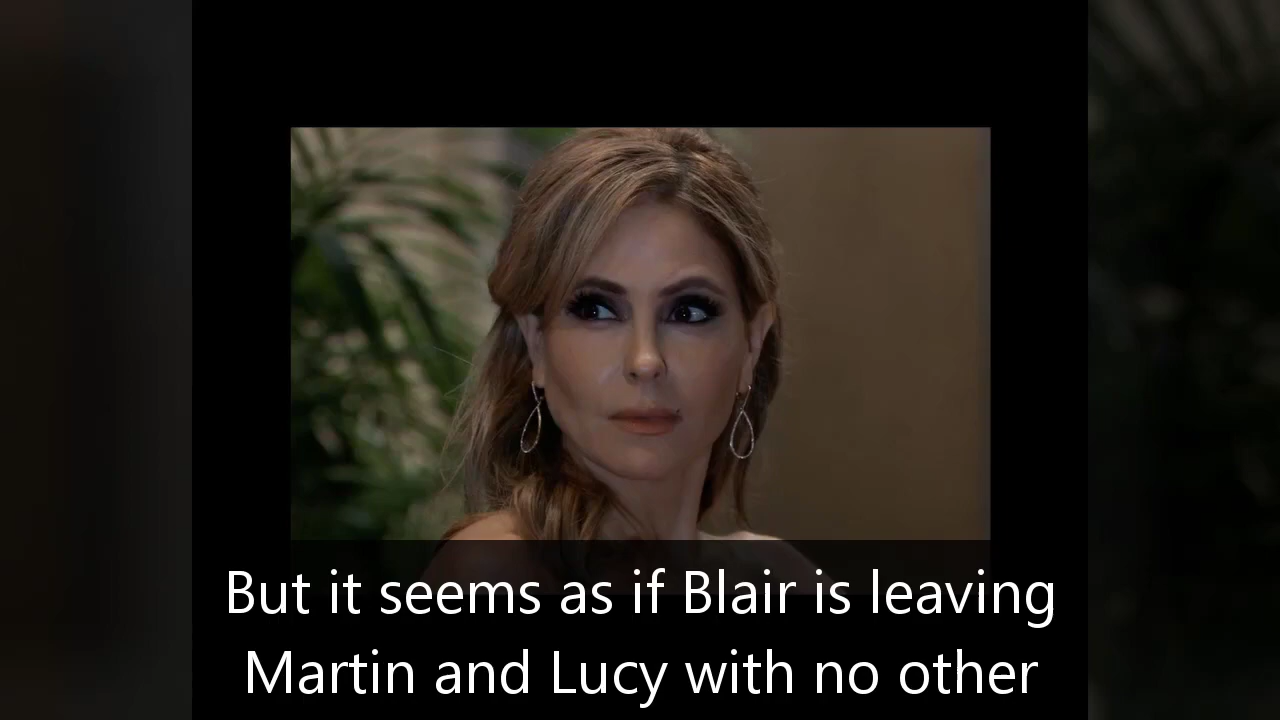 But it seems as if Blair is leaving
Martin and Lucy with no other